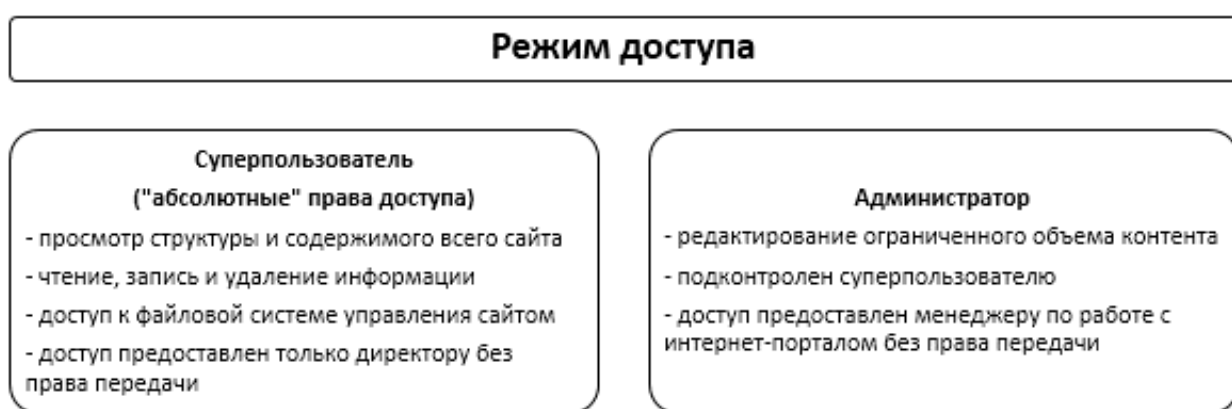 Режим доступа
Суперпользователь
("абсолютные" права доступа)
- просмотр структуры и содержимого всего сайта
- чтение, запись и удаление информации
- доступ к файловой системе управления сайтом
- доступ предоставлен только директору без
права передачи
Администратор
- редактирование ограниченного объема контента
- подконтролен суперпользователю
- доступ предоставлен менеджеру по работе с
интернет-порталом без права передачи